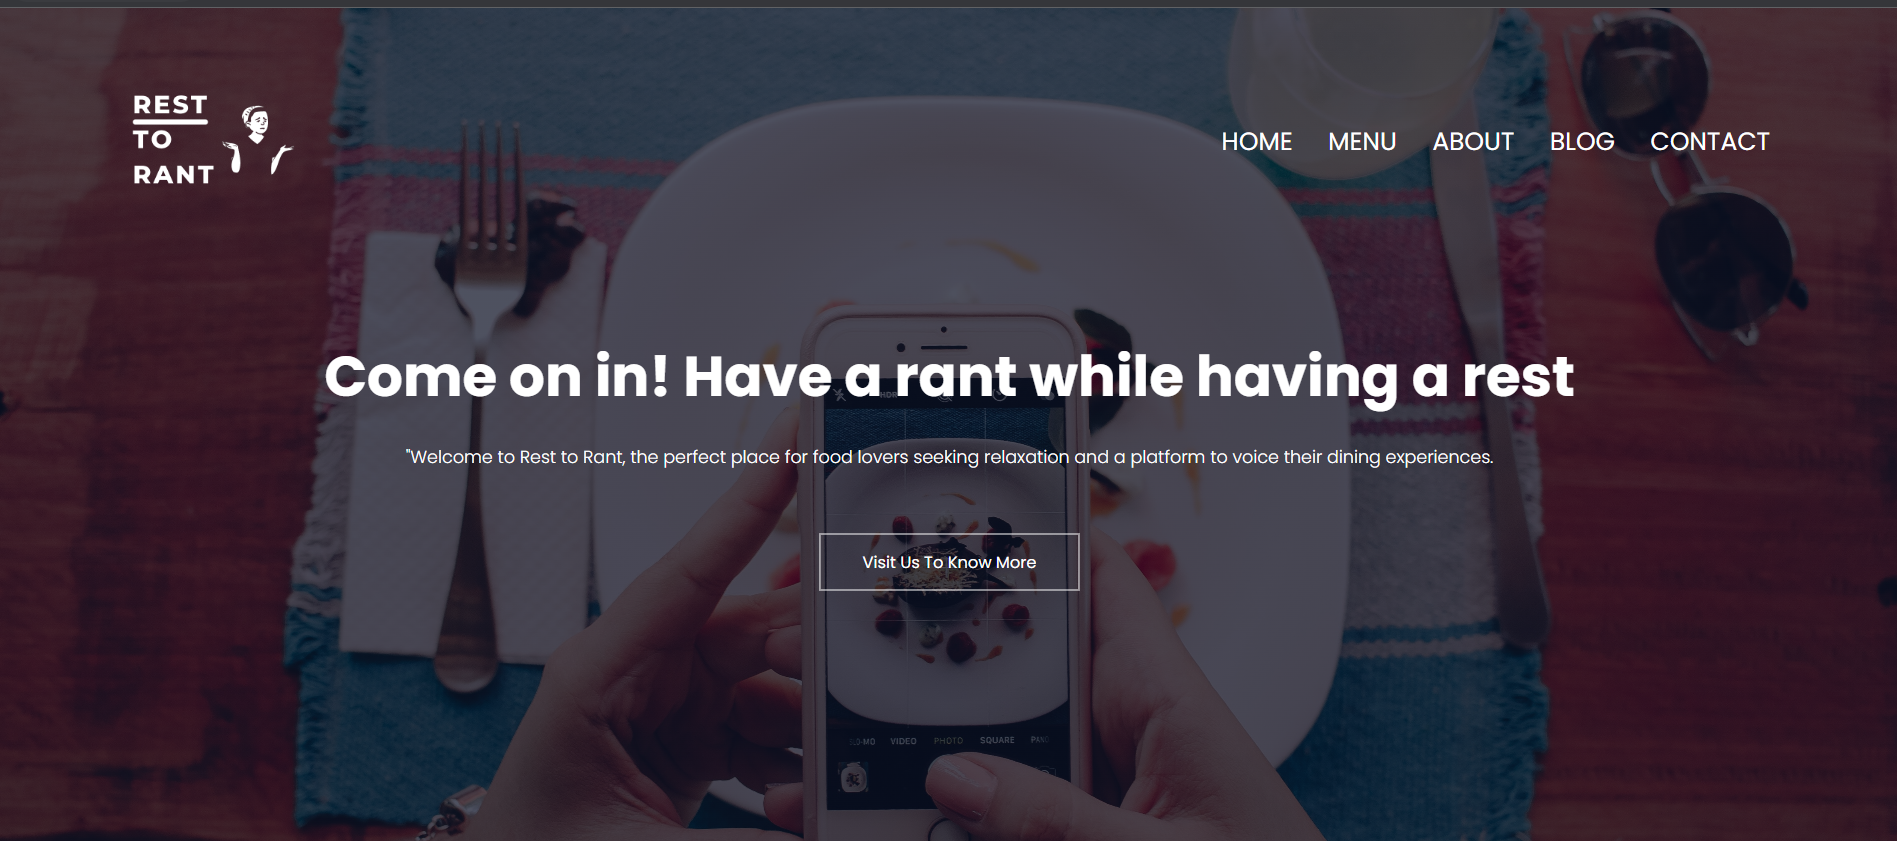 REST
TO
RANT
HOME MENU ABOUT BLOG CONTACT
Come on in! Have a rant while having a rest
"Welcome to Rest to Rant, the perfect place for food lovers seeking relaxation and a platform to voice their dining experiences.
Visit Us To Know More
VIDEO PHOTO SQUARE